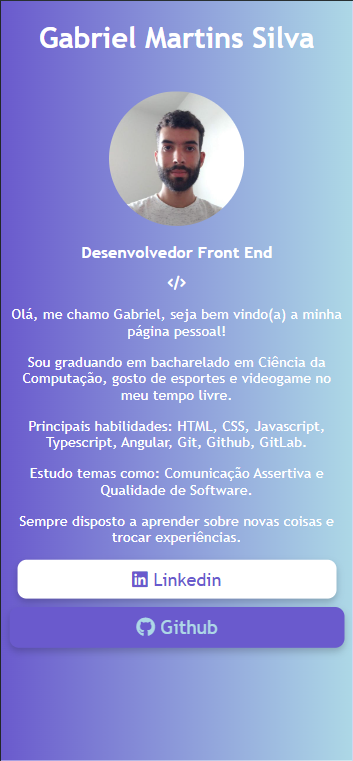 Gabriel Martins Silva
Desenvolvedor Front End
</>
Olá, me chamo Gabriel, seja bem vindo(a) a minha
página pessoal!
Sou graduando em bacharelado em Ciência da
Computação, gosto de esportes e videogame no
meu tempo livre.
Principais habilidades: HTML, CSS, Javascript,
Typescript, Angular, Git, Github, GitLab.
Estudo temas como: Comunicação Assertiva e
Qualidade de Software.
Sempre disposto a aprender sobre novas coisas e
trocar experiências.
Linkedin
Github